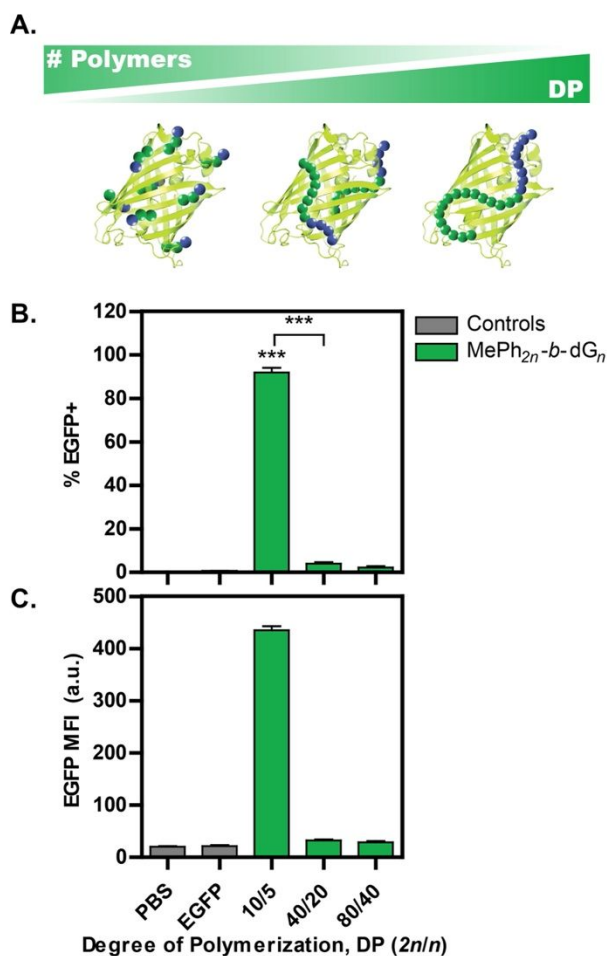 A.
# Polymers
DP
B.
120
100
80
60
40
20
0
% EGFP+
***
***
Controls
MePh2n-b-dGn
C.
500
400
300
200
100
0
EGFP MFI (a.u.)
PBS
EGFP
10/5
40/20
80/40
Degree of Polymerization, DP (2n/n)